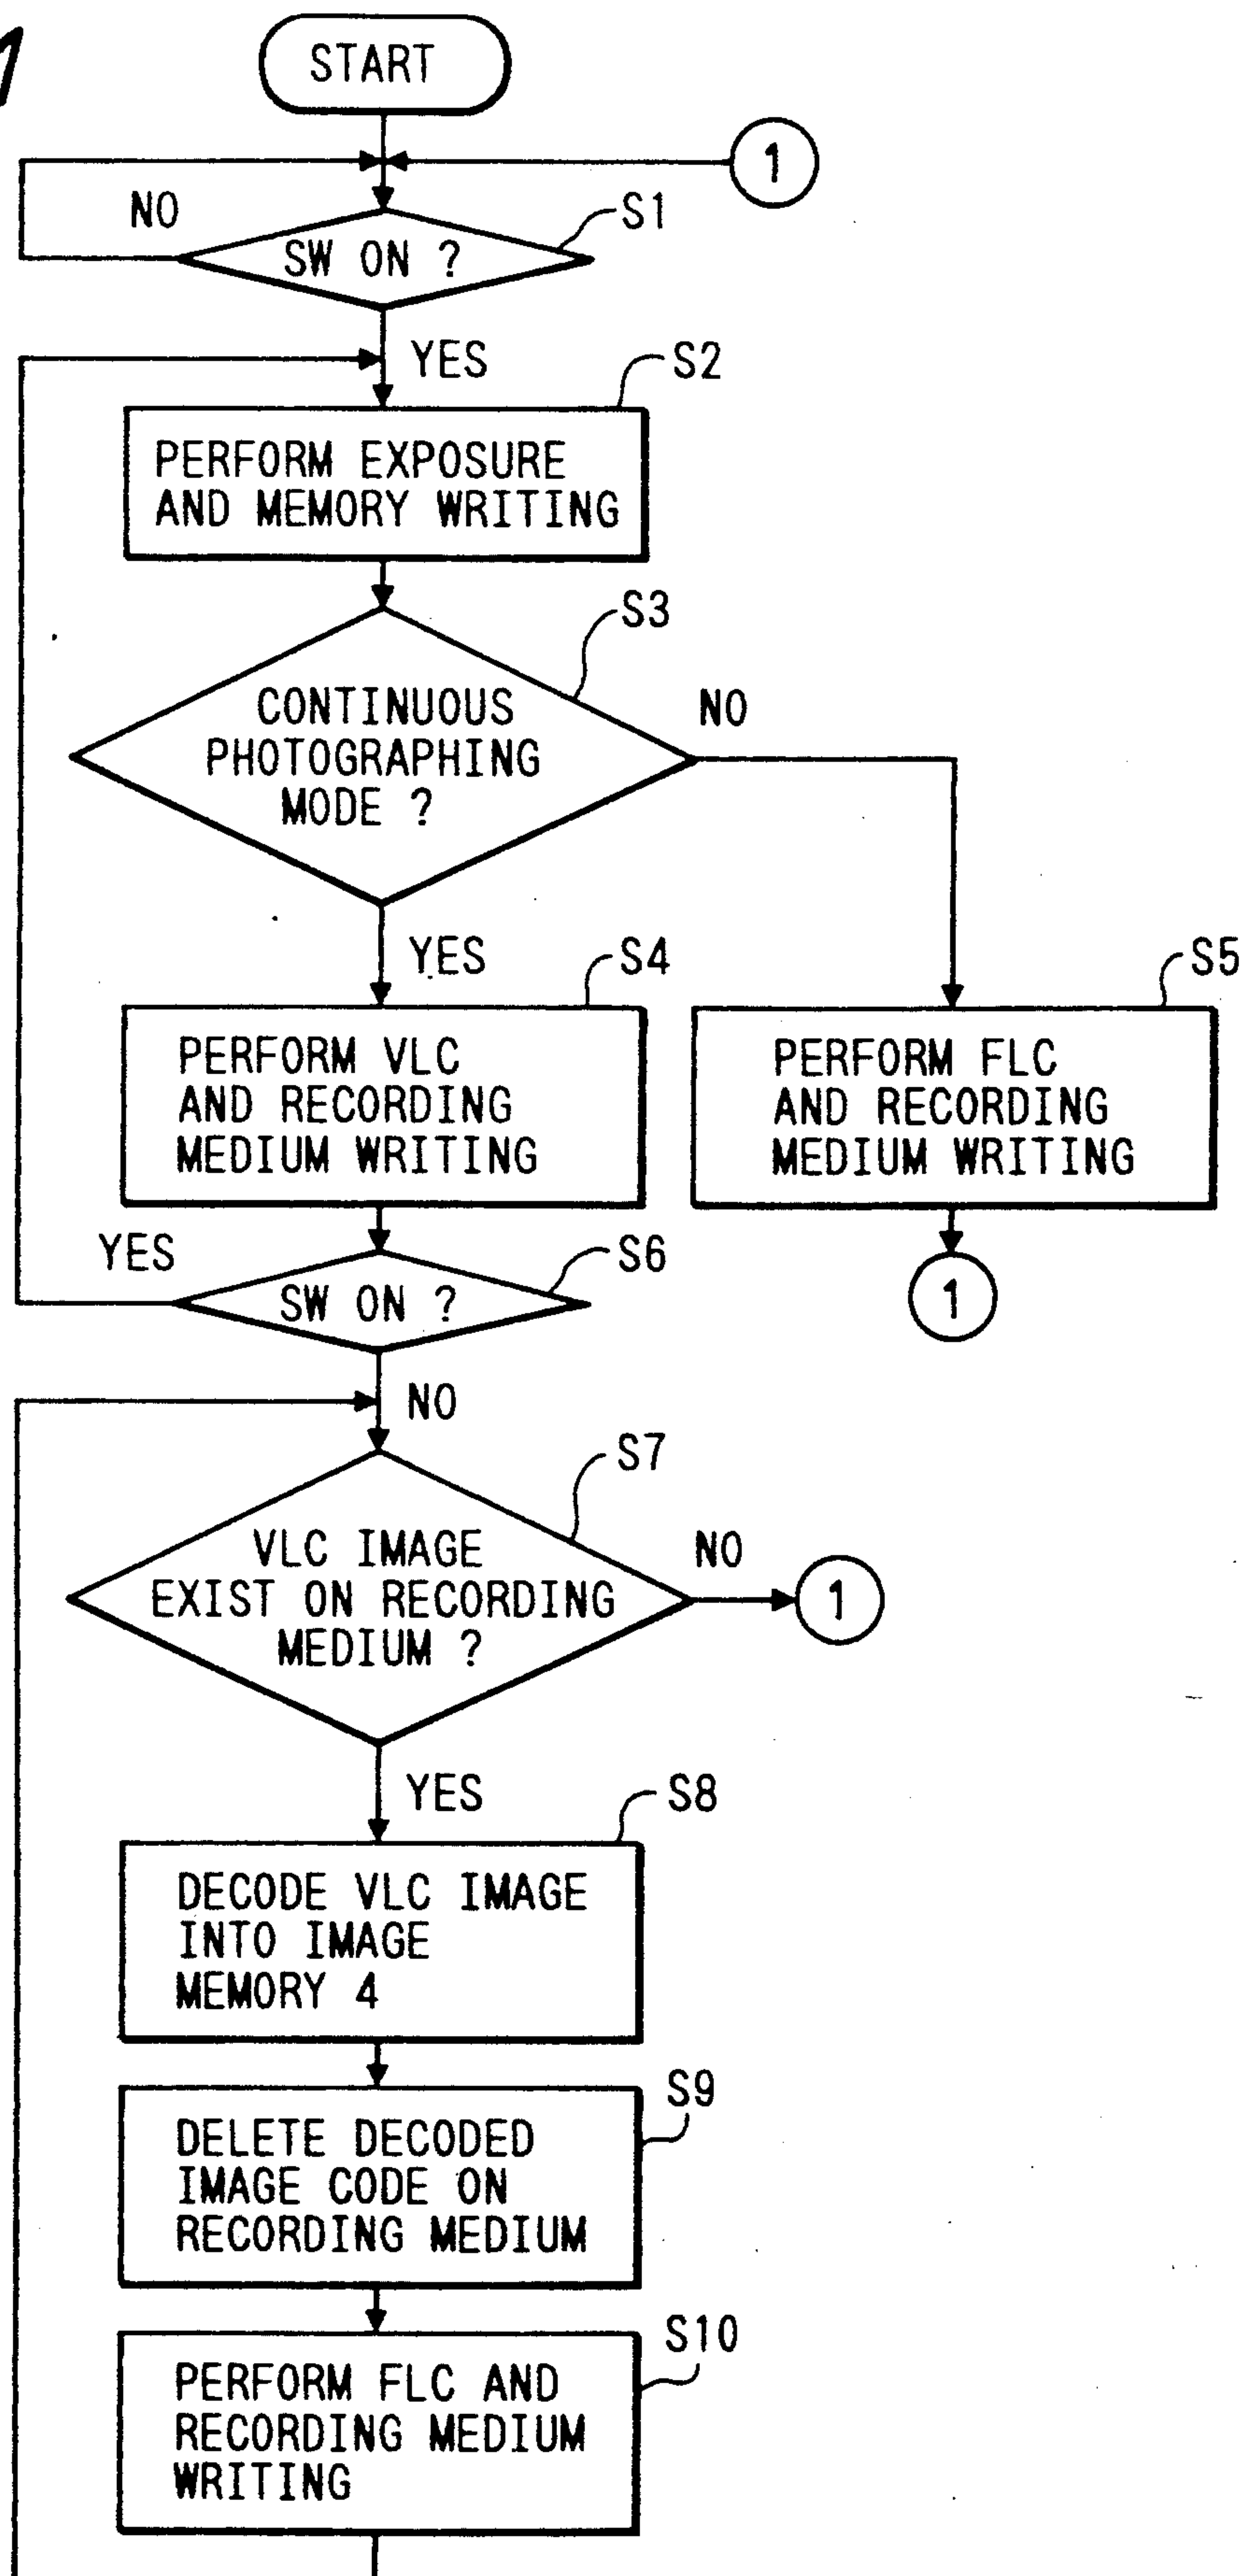 1
START
1
NO
S1
SW ON ?
YES
S2
PERFORM EXPOSURE
AND MEMORY WRITING
S3
CONTINUOUS
PHOTOGRAPHING
MODE ?
NO
YES
S4
S5
PERFORM VLC
AND RECORDING
MEDIUM WRITING
PERFORM FLC
AND RECORDING
MEDIUM WRITING
YES
S6
SW ON ?
1
NO
S7
VLC IMAGE
EXIST ON RECORDING
MEDIUM ?
NO
1
YES
S8
DECODE VLC IMAGE
INTO IMAGE
MEMORY 4
S9
DELETE DECODED
IMAGE CODE ON
RECORDING MEDIUM
S10
PERFORM FLC AND
RECORDING MEDIUM
WRITING